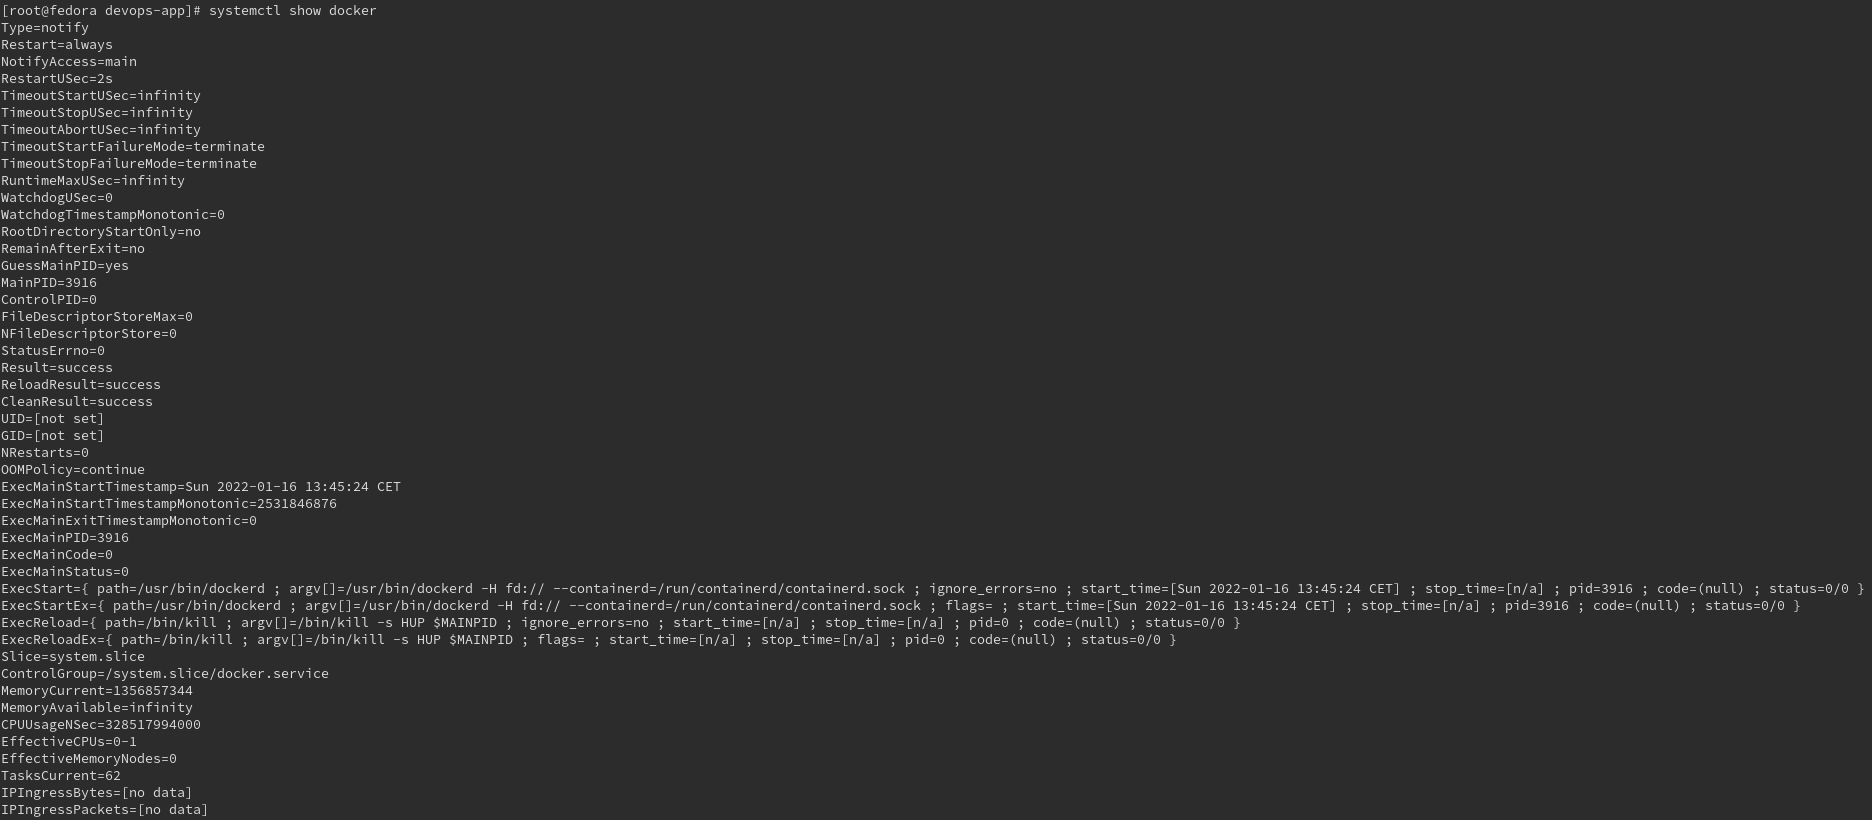 [root@fedora devops-app]# systemctl show docker
Type=notify
Restart=always
NotifyAccess=main
RestartUSec=2s
TimeoutStartUSec=infinity
TimeoutStopUSec=infinity
TimeoutAbortUSec=infinity
TimeoutStartFailureMode=terminate
TimeoutStopFailureMode=terminate
RuntimeMaxUSec=infinity
WatchdogUSec=0
WatchdogTimestampMonotonic=0
RootDirectoryStartOnly=no
RemainAfterExit=no
GuessMainPID=yes
MainPID=3916
ControlPID=0
FileDescriptorStoreMax=0
NFileDescriptorStore=0
StatusErrno=0
Result=success
ReloadResult=success
CleanResult=success
UID=[not set]
GID=[not set]
NRestarts=0
OOMPolicy=continue
ExecMainStartTimestamp=Sun 2022-01-16 13:45:24 CET
ExecMainStartTimestampMonotonic=2531846876
ExecMainExitTimestampMonotonic=0
ExecMainPID=3916
ExecMainCode=0
ExecMainStatus=0
ExecStart={ path=/usr/bin/dockerd ; argv[]=/usr/bin/dockerd -H fd:// --containerd=/run/containerd/containerd.sock ; ignore_errors=no ; start_time=[Sun 2022-01-16 13:45:24 CET] ; stop_time=[n/a] ; pid=3916 ; code=(null) ; status=0/0 }
ExecStartEx={ path=/usr/bin/dockerd ; argv[]=/usr/bin/dockerd -H fd:// --containerd=/run/containerd/containerd.sock ; flags= ; start_time=[Sun 2022-01-16 13:45:24 CET] ; stop_time=[n/a] ; pid=3916 ; code=(null) ; status=0/0 }
ExecReload={ path=/bin/kill ; argv[]=/bin/kill -s HUP $MAINPID ; ignore_errors=no ; start_time=[n/a] ; stop_time=[n/a] ; pid=0 ; code=(null) ; status=0/0 }
ExecReloadEx={ path=/bin/kill ; argv[]=/bin/kill -s HUP $MAINPID ; flags= ; start_time=[n/a] ; stop_time=[n/a] ; pid=0 ; code=(null) ; status=0/0 }
Slice=system.slice
ControlGroup=/system.slice/docker.service
MemoryCurrent=1356857344
MemoryAvailable=infinity
CPUUsageNSec=328517994000
EffectiveCPUs=0-1
EffectiveMemoryNodes=0
TasksCurrent=62
IPIngressBytes=[no data]
IPIngressPackets=[no data]